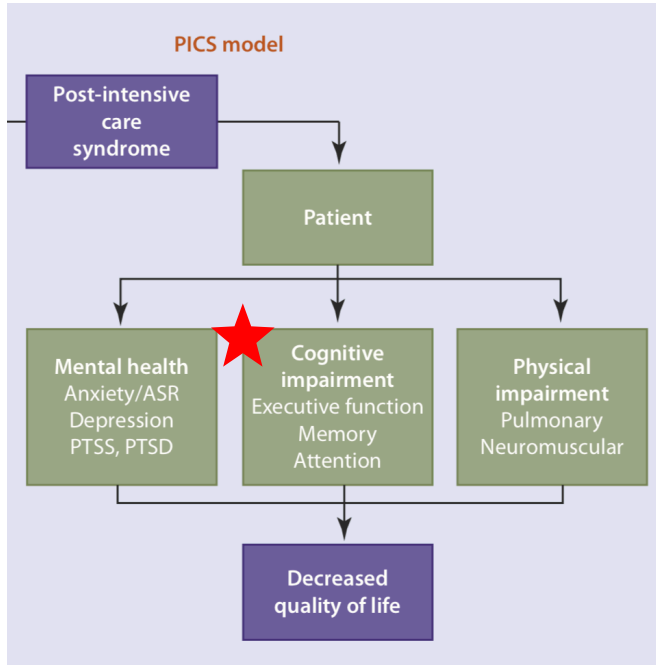 PICS model
Post-intensive
care
syndrome
Patient
Mental health
Anxiety/ASR
Depression
PTSS, PTSD
Cognitive
impairment
Executive function
Memory
Attention
Physical
impairment
Pulmonary
Neuromuscular
Decreased
quality of life